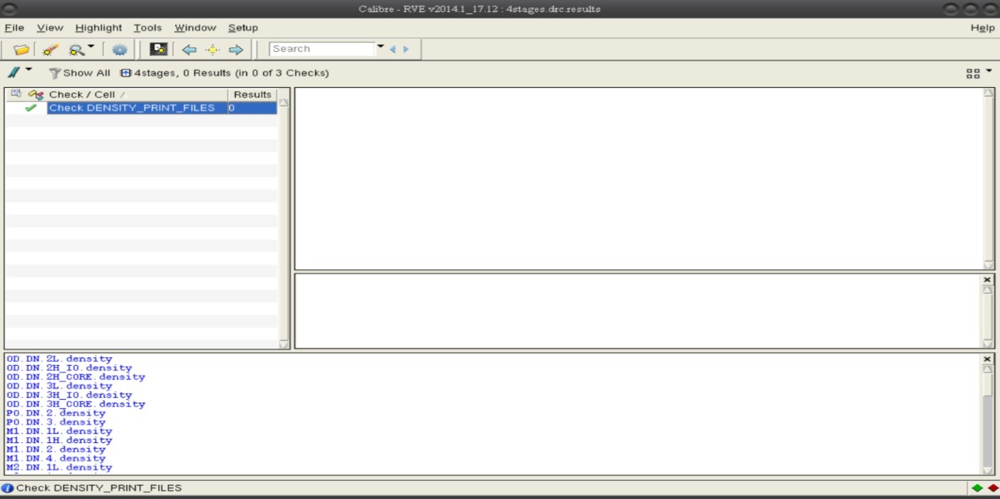 Calibre - RVE v2014.1_17.12 : 4stages.drc.results
File View Highlight Tools Window Setup Help
Search
Show All 4stages, 0 Results (in 0 of 3 Checks)
Check / Cell Results
Check DENSITY_PRINT_FILES 0
OD.DN.2L.density
OD.DN.2H_IO.density
OD.DN.2H_CORE.density
OD.DN.3L.density
OD.DN.3H_IO.density
OD.DN.3H_CORE.density
PO.DN.2.density
PO.DN.3.density
M1.DN.1L.density
M1.DN.1H.density
M1.DN.2.density
M1.DN.4.density
M2.DN.1L.density
Check DENSITY_PRINT_FILES